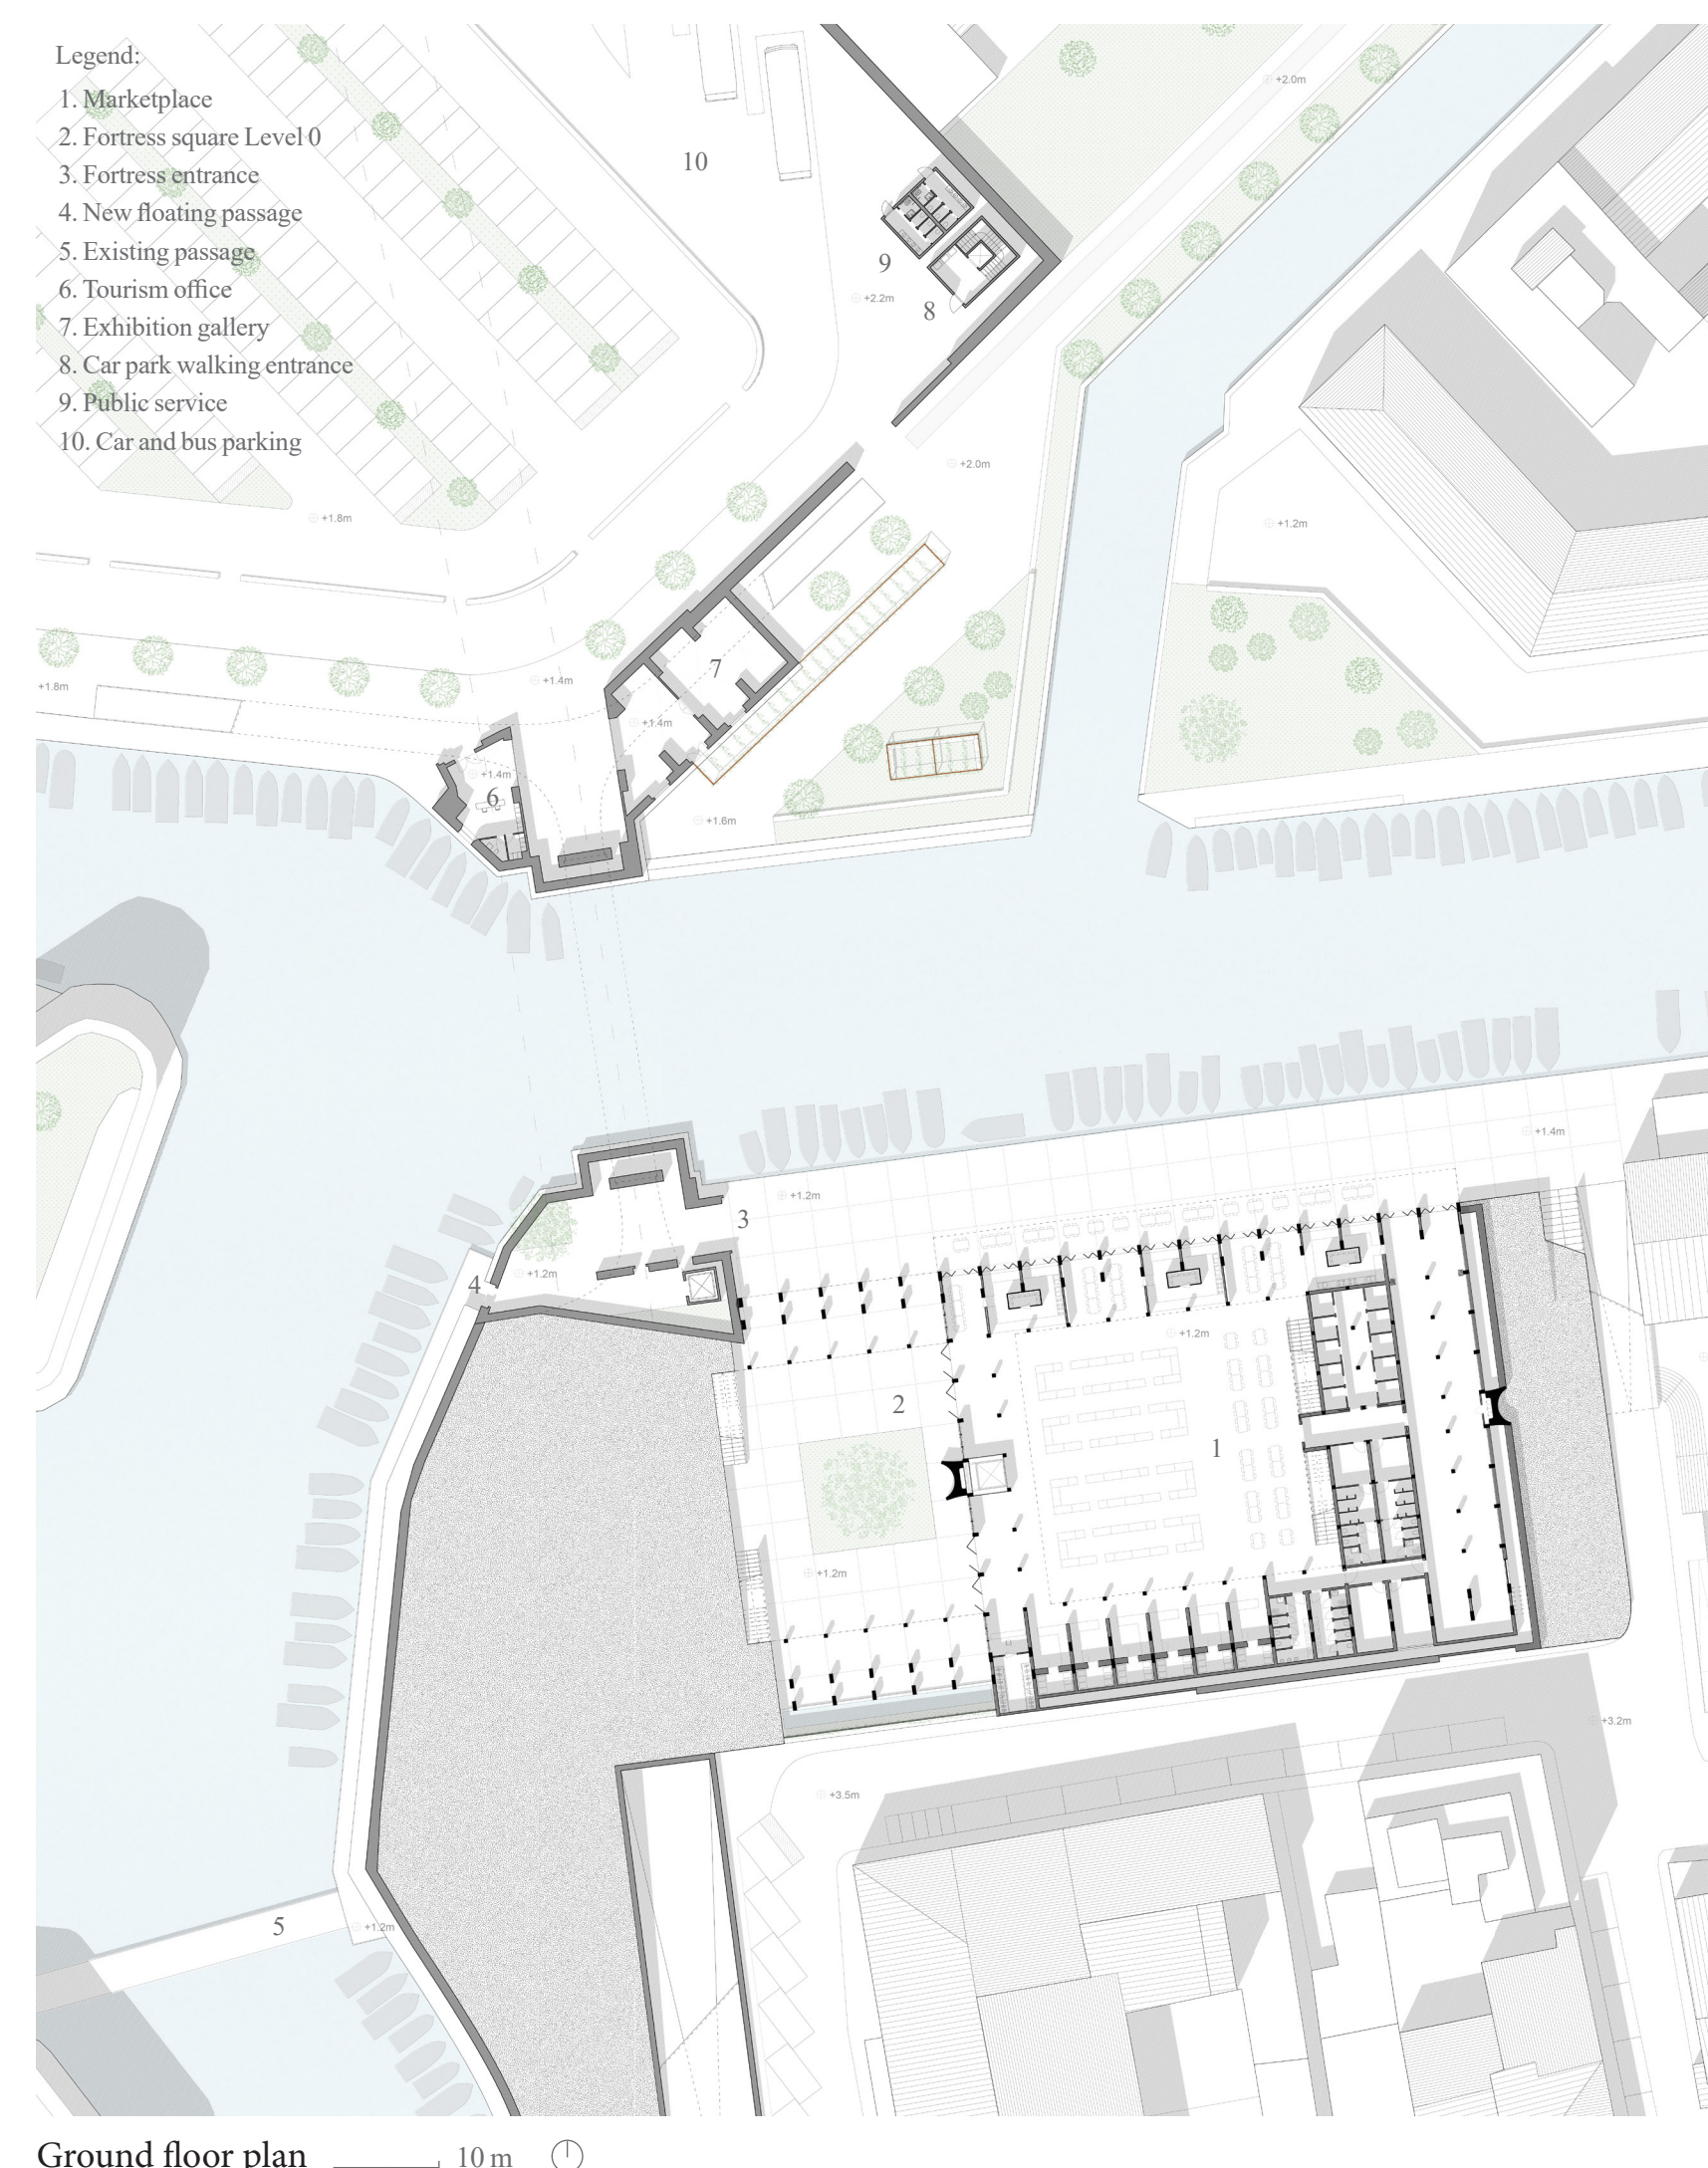 Legend:
1. Marketplace
2. Fortress square Level 0
3. Fortress entrance
4. New floating passage
5. Existing passage
6. Tourism office
7. Exhibition gallery
8. Car park walking entrance
9. Public service
10. Car and bus parking
+2.0m
10
9
+2.2m
8
+2.0m
+1.8m
+1.2m
7
+1.4m
+1.8m
+1.4m
+1.4m
6
+1.6m
+1.4m
+1.2m
3
+1.2m
4
+1.2m
2
1
+1.2m
+3.2m
+3.5m
5
+1.2m
Ground floor plan 10 m